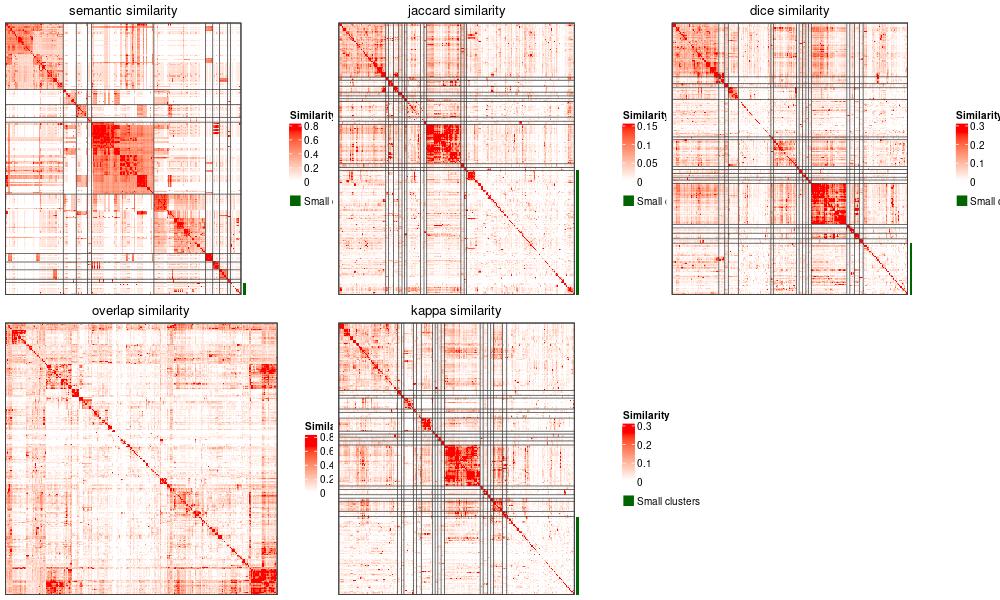 semantic similarity
Similarity
0.8
0.6
0.4
0.2
0
Small
jaccard similarity
Similarity
0.15
0.1
0.05
0
Small
dice similarity
Similarity
0.3
0.2
0.1
0
Small
overlap similarity
Simila
0.8
0.6
0.4
0.2
0
kappa similarity
Similarity
0.3
0.2
0.1
0
Small clusters